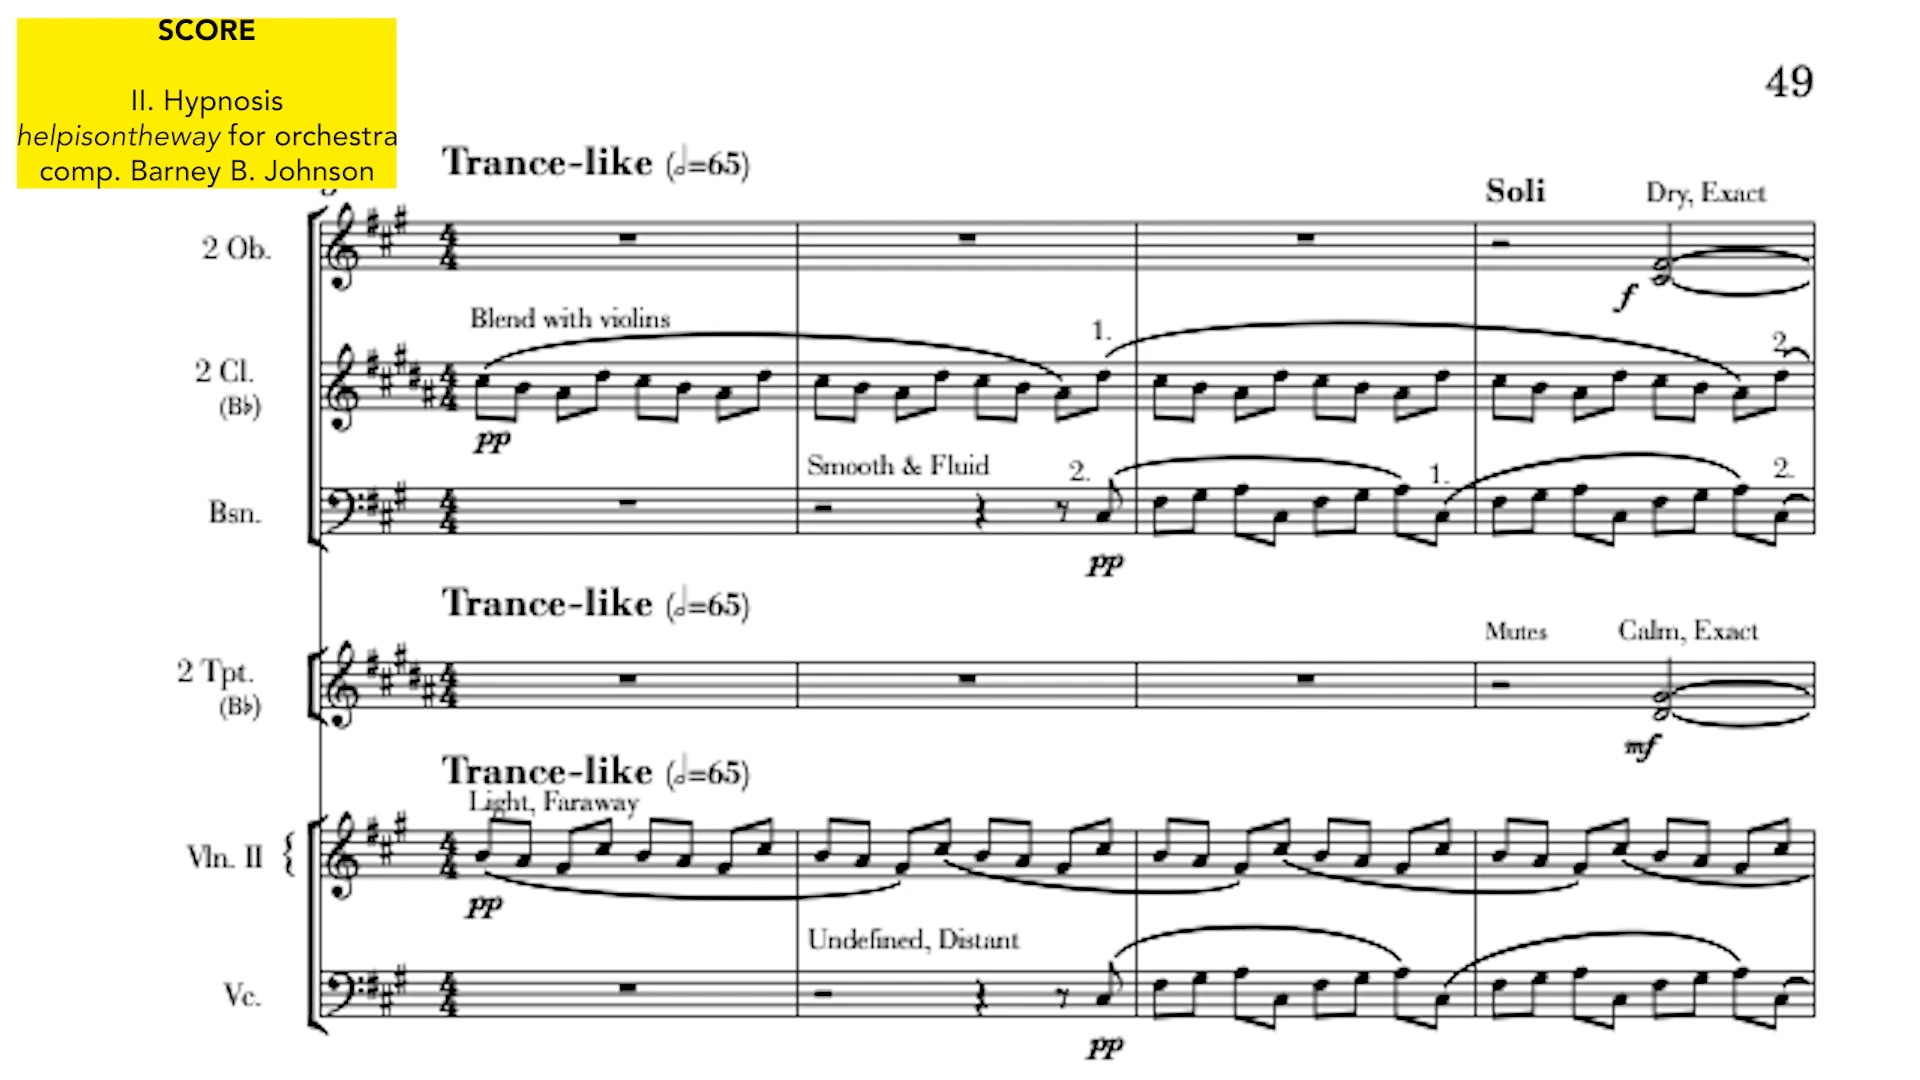 SCORE
II. Hypnosis
helpisontheway for orchestra
comp. Barney B. Johnson
49
Trance-like (𝅗𝅥=65)
Soli Dry, Exact
2 Ob.
f
Blend with violins
1.
2.
2 Cl.
(B♭)
pp
Smooth & Fluid
2.
1.
2.
Bsn.
pp
Trance-like (𝅗𝅥=65)
Mutes Calm, Exact
2 Tpt.
(B♭)
mf
Trance-like (𝅗𝅥=65)
Light, Faraway
Vln. II
pp
Undefined, Distant
Vc.
pp